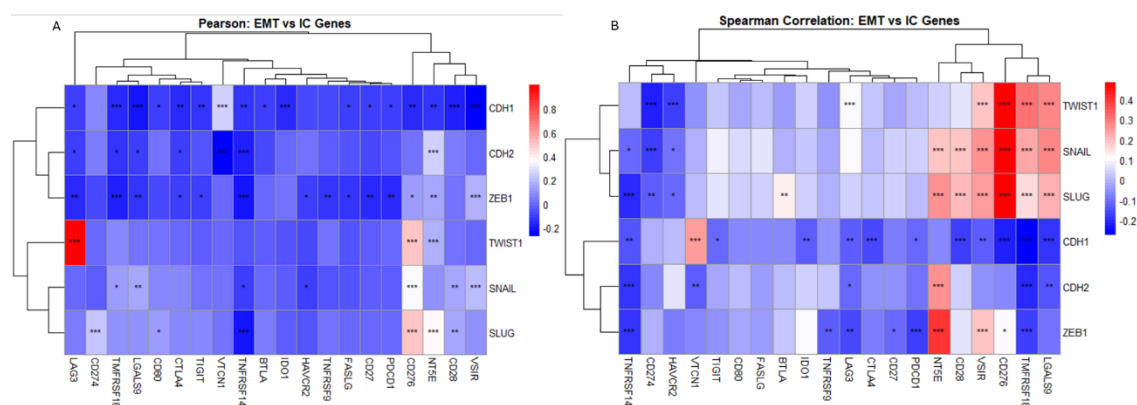 A
Pearson: EMT vs IC Genes
* *** *** * *** ** *** ** * *** * * * ** ** *** ***
CDH1
* * * * *** *** ***
CDH2
** *** ** * * *** * ** * ** ** * ** ***
ZEB1
*** *** ***
TWIST1
* ** * * *** ** ***
SNAIL
*** * *** *** *** **
SLUG
0.8
0.6
0.4
0.2
0
-0.2
LAG3
CD274
TMFRSF18
LGALS9
CD80
CTLA4
TIGIT
VTCN1
TNFRSF14
BTLA
IDO1
HAVCR2
TNFRSF9
FASLG
CD27
PDCD1
CD276
NT5E
CD28
VSIR
B
Spearman Correlation: EMT vs IC Genes
*** *** *** *** *** *** ***
TWIST1
* *** * *** *** *** *** *** ***
SNAIL
*** ** * ** *** *** *** *** *** ***
SLUG
** *** * ** ** *** * *** ** *** *** ***
CDH1
*** ** * *** *** **
CDH2
*** ** ** * *** *** *** * ***
ZEB1
0.4
0.3
0.2
0.1
0
-0.1
-0.2
TNFRSF14
CD274
HAVCR2
VTCN1
TIGIT
CD80
FASLG
BTLA
IDO1
TNFRSF9
LAG3
CTLA4
CD27
PDCD1
NT5E
CD28
VSIR
CD276
TMFRSF18
LGALS9